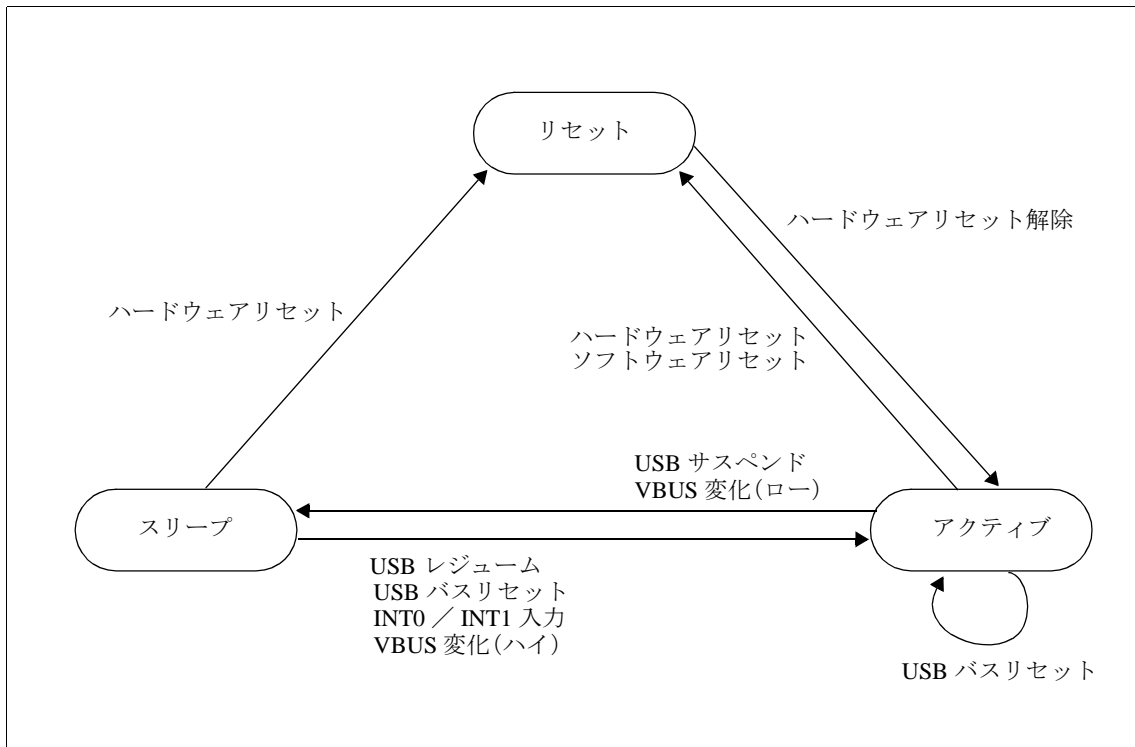 リセット
ハードウェアリセット解除
ハードウェアリセット
ハードウェアリセット
ソフトウェアリセット
USB サスペンド
VBUS 変化(ロー)
スリープ
アクティブ
USB レジューム
USB バスリセット
INT0 / INT1 入力
VBUS 変化(ハイ)
USB バスリセット